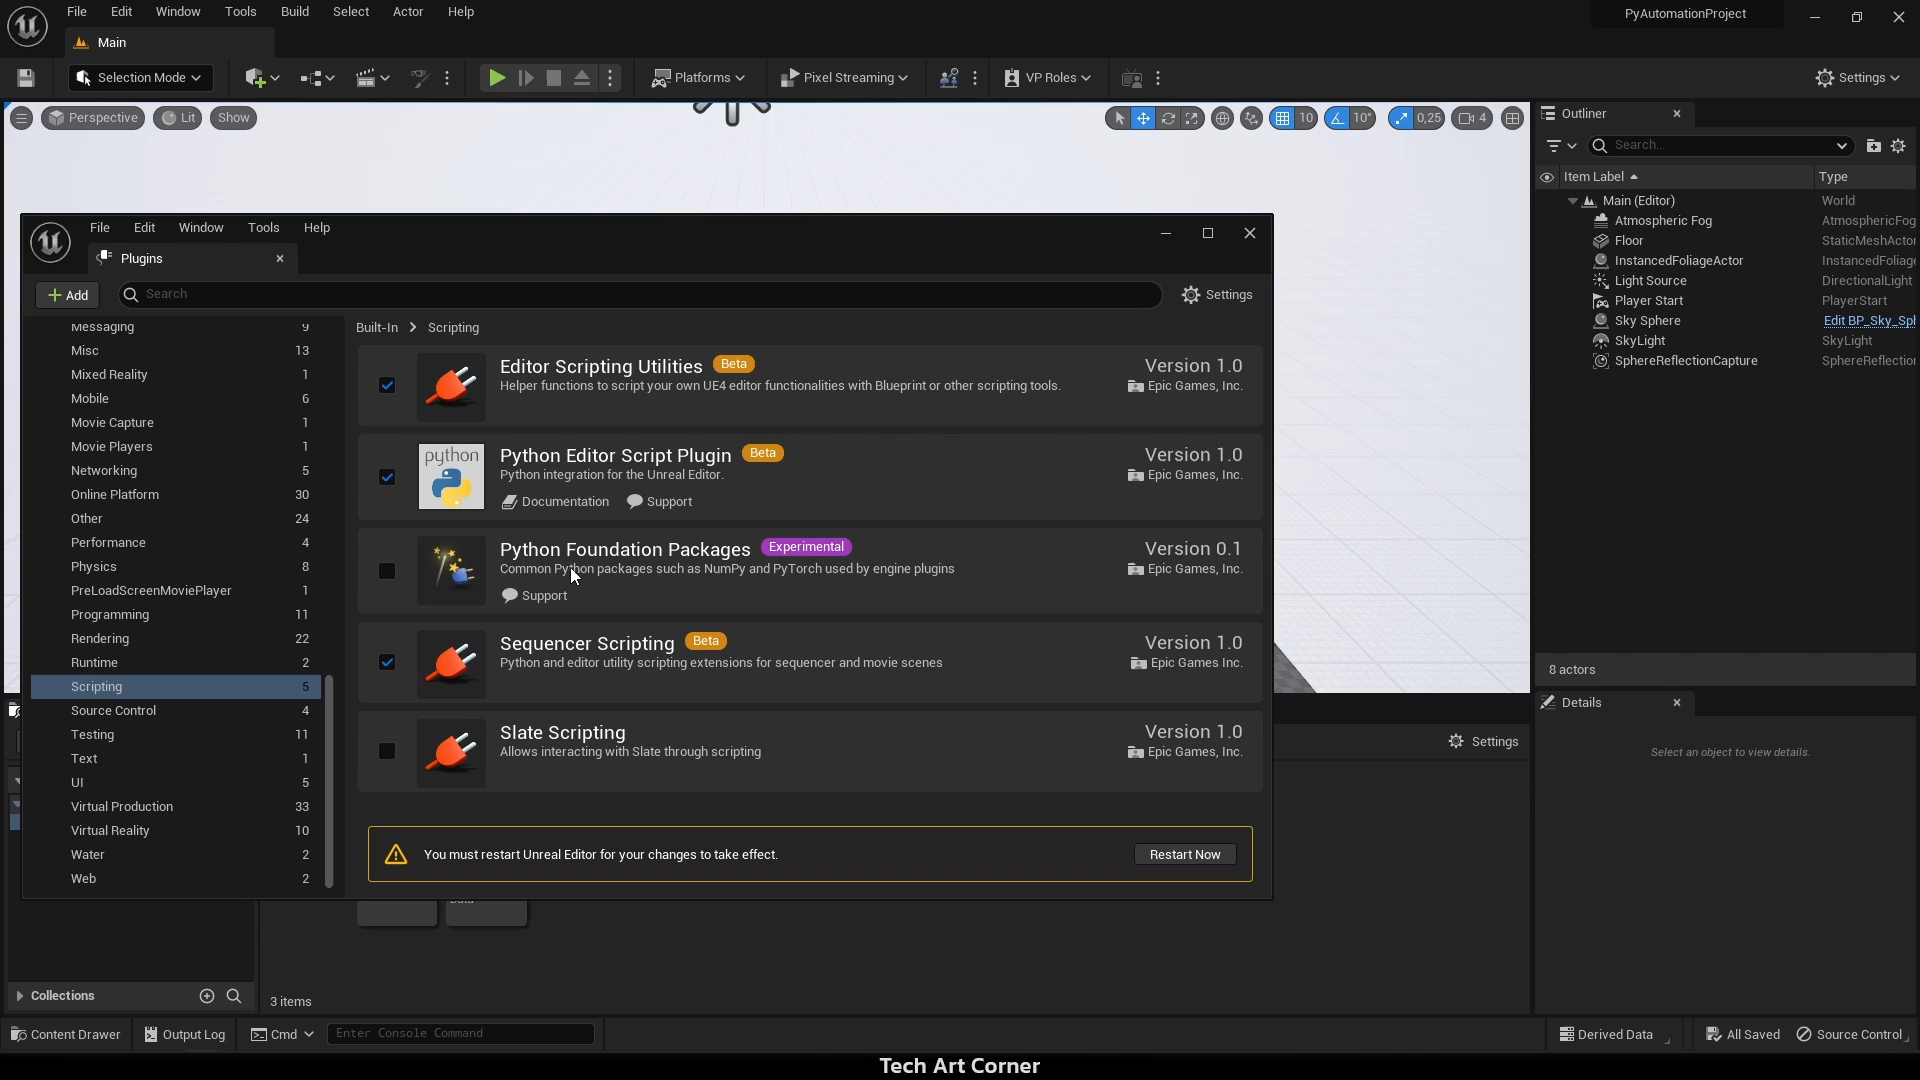 File Edit Window Tools Build Select Actor Help
PyAutomationProject
Main
Selection Mode
Platforms
Pixel Streaming
VP Roles
Settings
Perspective
Lit
Show
10
10°
0,25
4
Outliner
Search...
Item Label
Type
Main (Editor) World
Atmospheric Fog AtmosphericFog
Floor StaticMeshActor
InstancedFoliageActor InstancedFoliage
Light Source DirectionalLight
Player Start PlayerStart
Sky Sphere Edit BP_Sky_Sph
SkyLight SkyLight
SphereReflectionCapture SphereReflection
8 actors
Details
Select an object to view details.
File Edit Window Tools Help
Plugins
Add
Search
Settings
Messaging 9
Misc 13
Mixed Reality 1
Mobile 6
Movie Capture 1
Movie Players 1
Networking 5
Online Platform 30
Other 24
Performance 4
Physics 8
PreLoadScreenMoviePlayer 1
Programming 11
Rendering 22
Runtime 2
Scripting 5
Source Control 4
Testing 11
Text 1
UI 5
Virtual Production 33
Virtual Reality 10
Water 2
Web 2
Built-In > Scripting
Editor Scripting Utilities Beta Version 1.0
Helper functions to script your own UE4 editor functionalities with Blueprint or other scripting tools. Epic Games, Inc.
python
Python Editor Script Plugin Beta Version 1.0
Python integration for the Unreal Editor. Epic Games, Inc.
Documentation Support
Python Foundation Packages Experimental Version 0.1
Common Python packages such as NumPy and PyTorch used by engine plugins Epic Games, Inc.
Support
Sequencer Scripting Beta Version 1.0
Python and editor utility scripting extensions for sequencer and movie scenes Epic Games Inc.
Slate Scripting Version 1.0
Allows interacting with Slate through scripting Epic Games, Inc.
You must restart Unreal Editor for your changes to take effect.
Restart Now
Settings
Collections
3 items
Content Drawer
Output Log
Cmd
Enter Console Command
Derived Data
All Saved
Source Control
Tech Art Corner